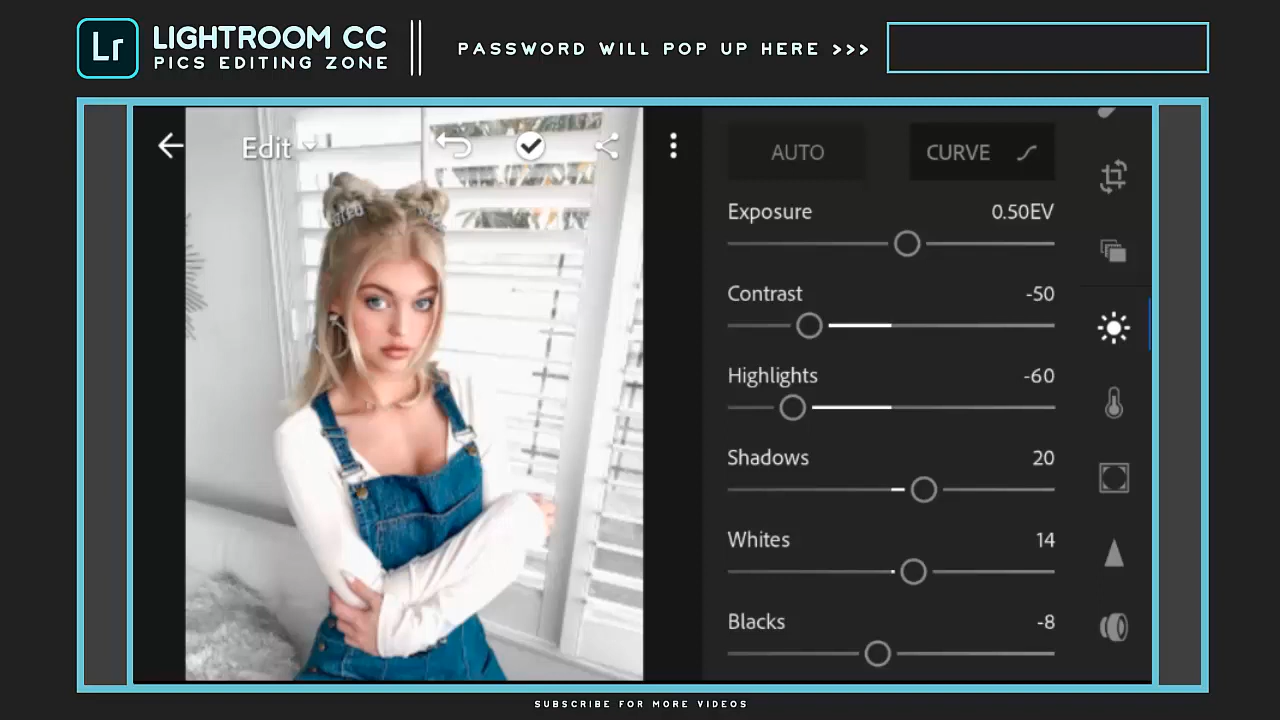 Lr
LIGHTROOM CC
PICS EDITING ZONE
PASSWORD WILL POP UP HERE >>>
Edit
AUTO
CURVE
Exposure 0.50EV
Contrast -50
Highlights -60
Shadows 20
Whites 14
Blacks -8
SUBSCRIBE FOR MORE VIDEOS